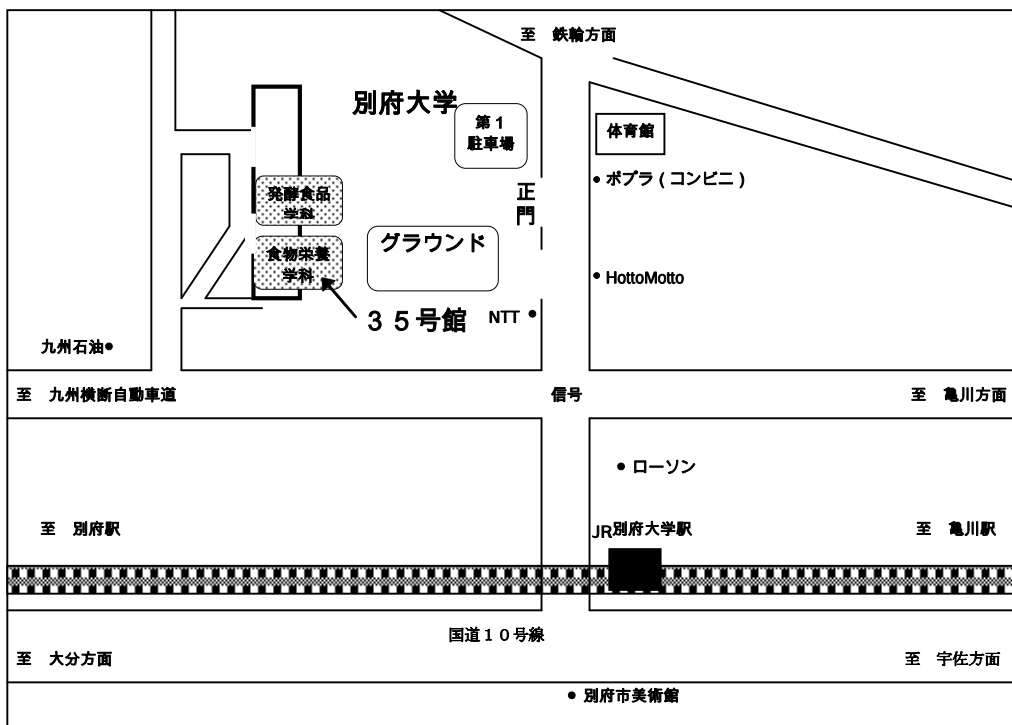 至 鉄輪方面
別府大学
第1
駐車場
体育館
ポプラ(コンビニ)
発酵食品
学科
正
門
グラウンド
食物栄養
学科
HottoMotto
35号館
NTT
九州石油
至 九州横断自動車道
信号
至 亀川方面
ローソン
至 別府駅
JR別府大学駅
至 亀川駅
国道10号線
至 大分方面
至 宇佐方面
別府市美術館